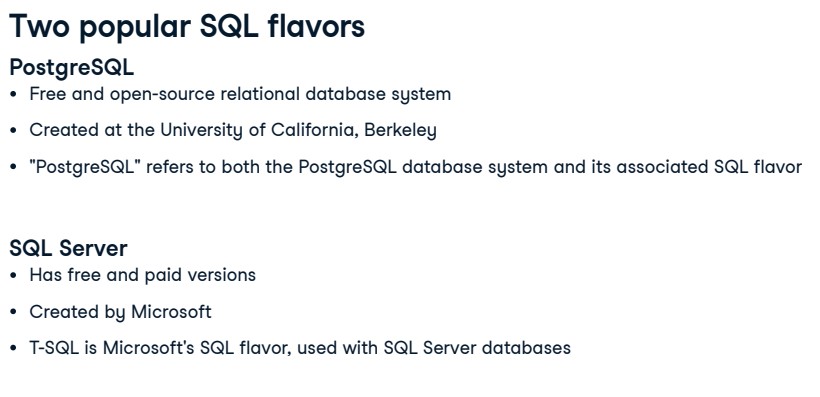 Two popular SQL flavors
PostgreSQL
• Free and open-source relational database system
• Created at the University of California, Berkeley
• "PostgreSQL" refers to both the PostgreSQL database system and its associated SQL flavor
SQL Server
• Has free and paid versions
• Created by Microsoft
• T-SQL is Microsoft's SQL flavor, used with SQL Server databases